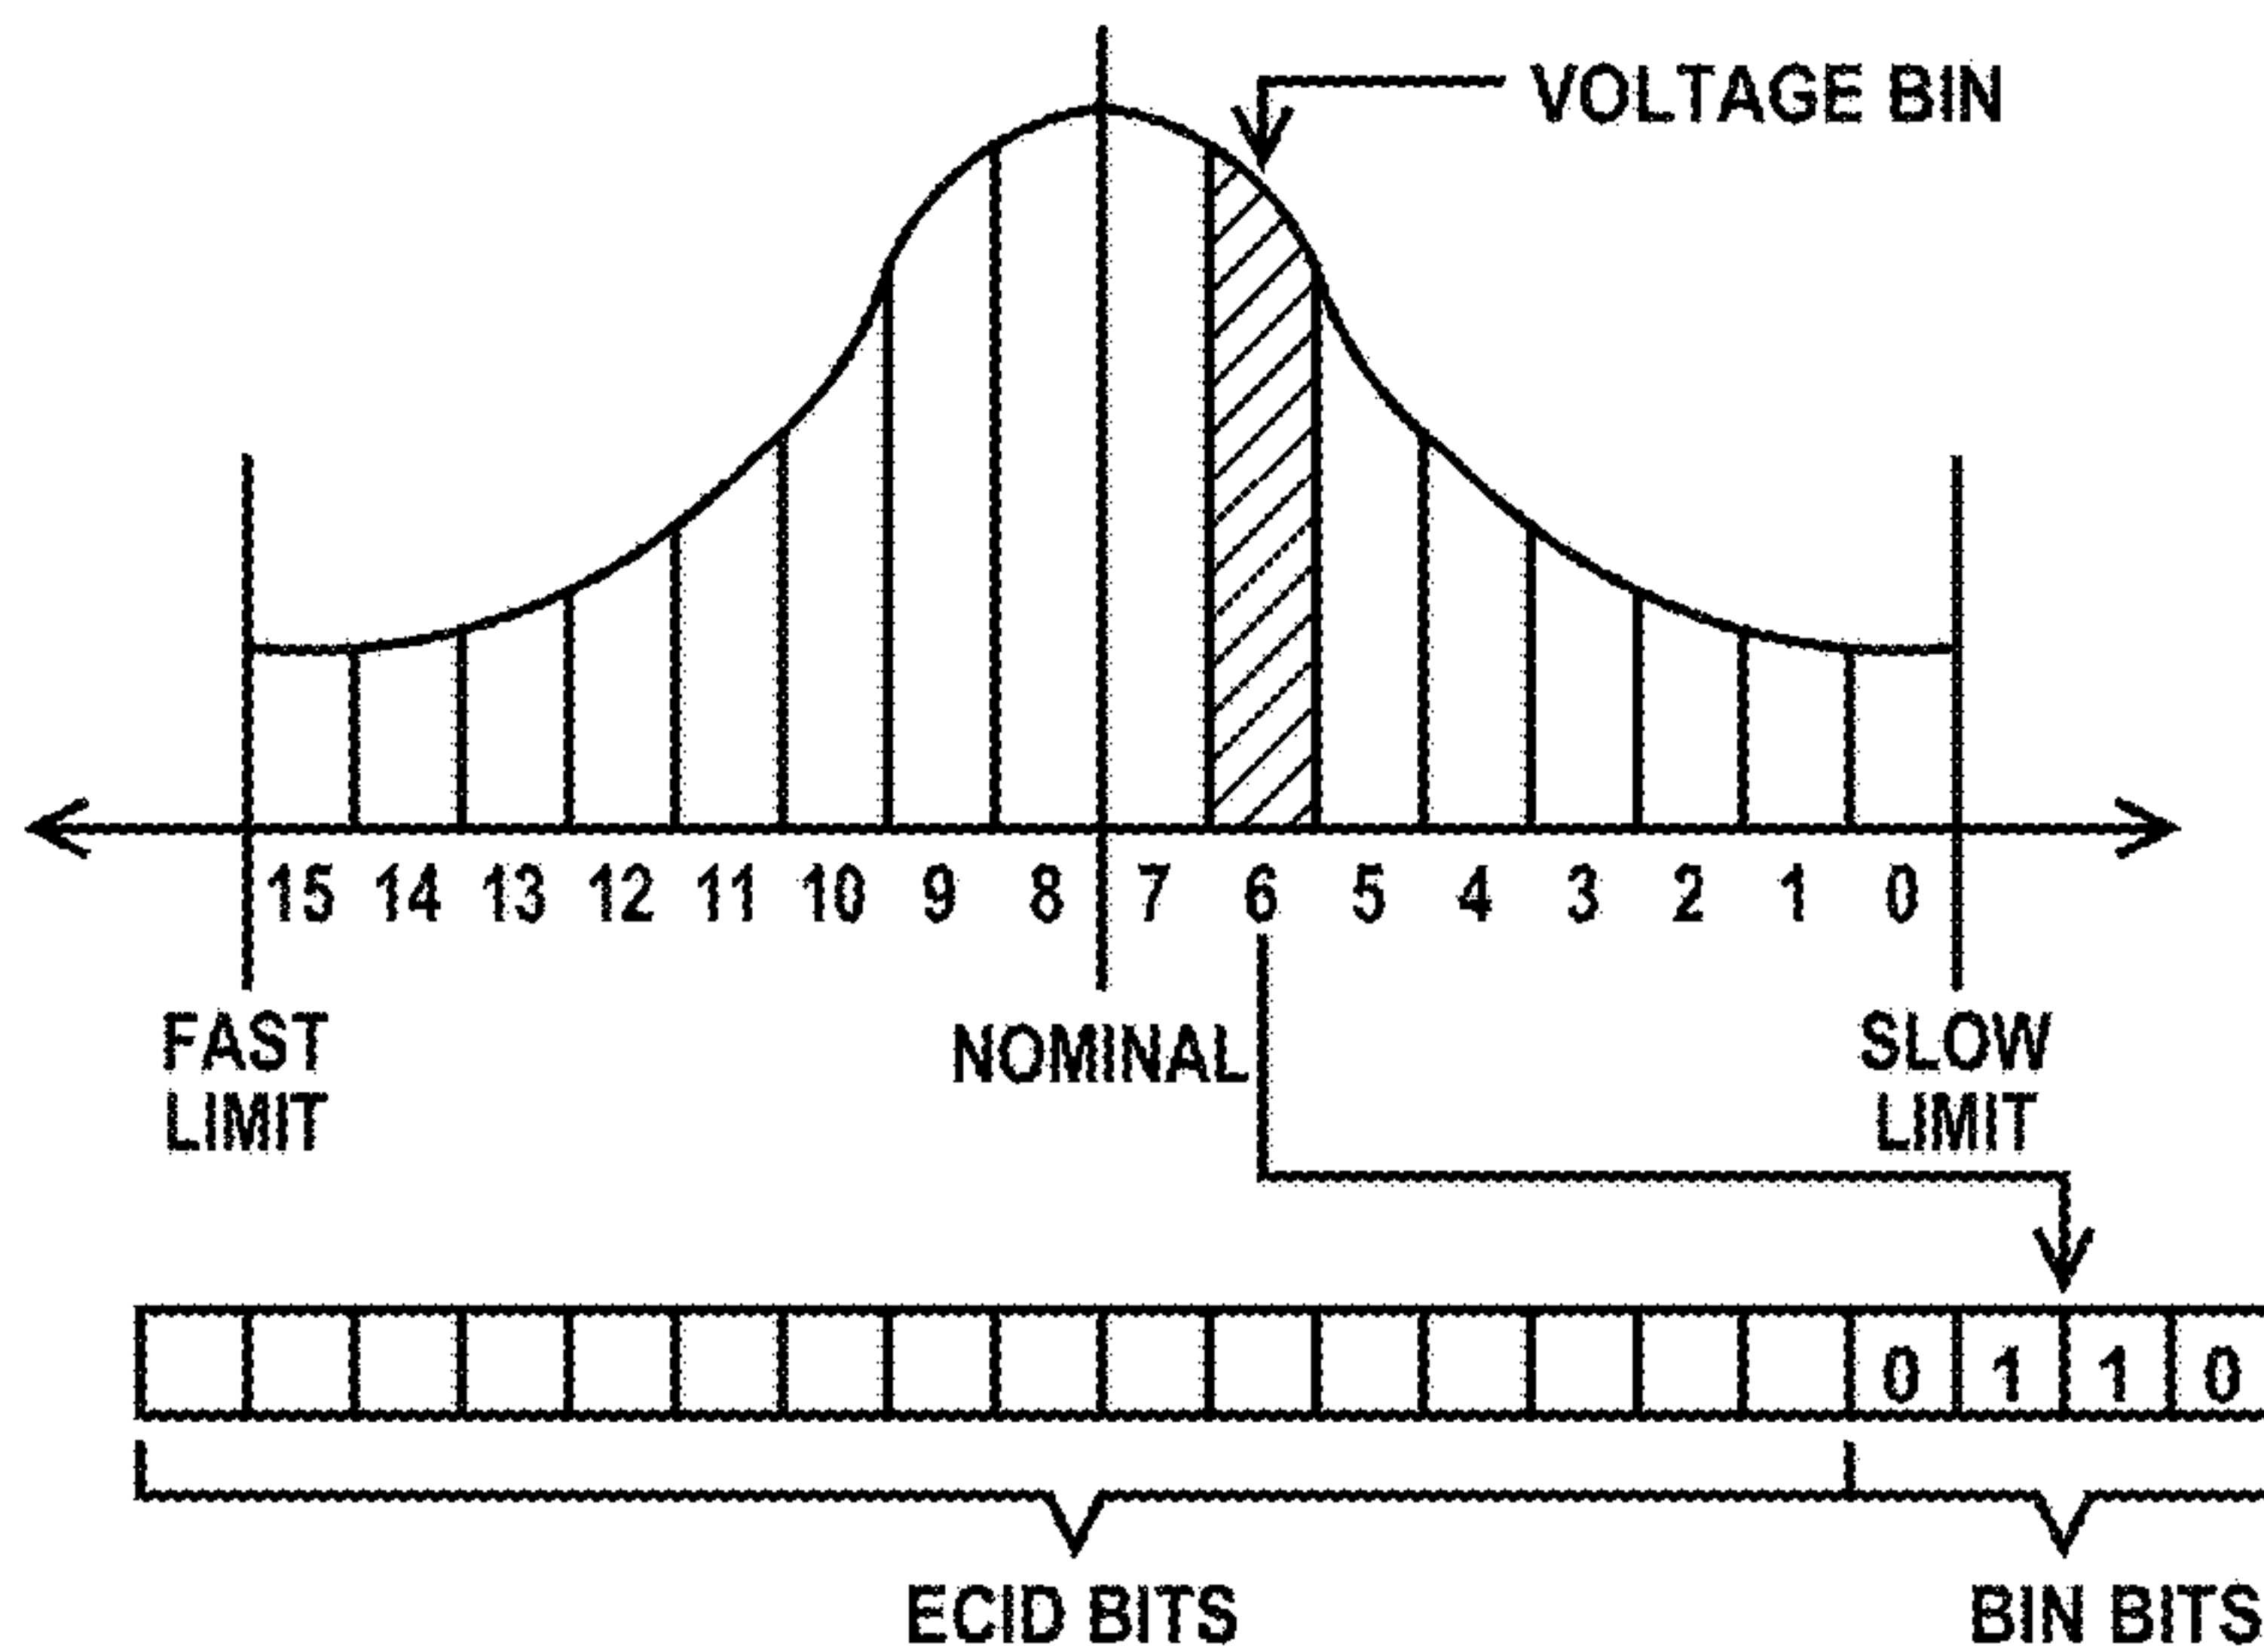 VOLTAGE BIN
15 14 13 12 11 10 9 8 7 6 5 4 3 2 1 0
FAST
LIMIT
NOMINAL
SLOW
LIMIT
0 1 1 0
ECID BITS
BIN BITS